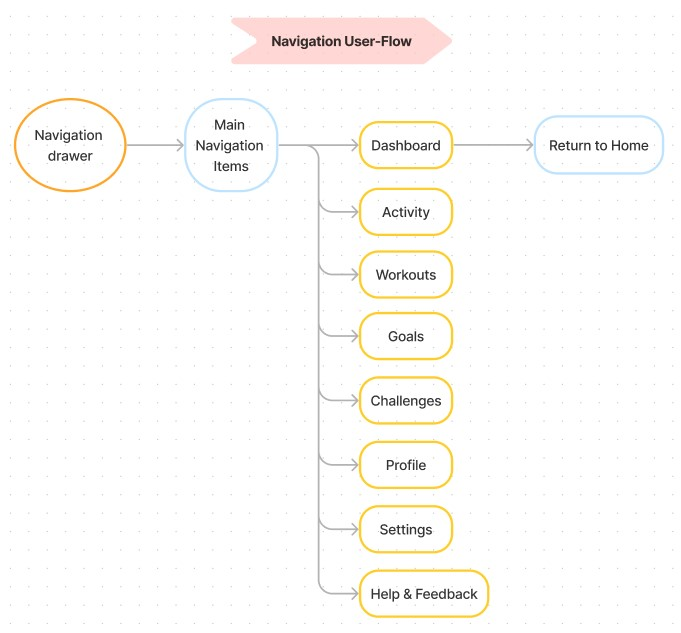 Navigation User-Flow
Navigation
drawer
Main
Navigation
Items
Dashboard
Return to Home
Activity
Workouts
Goals
Challenges
Profile
Settings
Help & Feedback